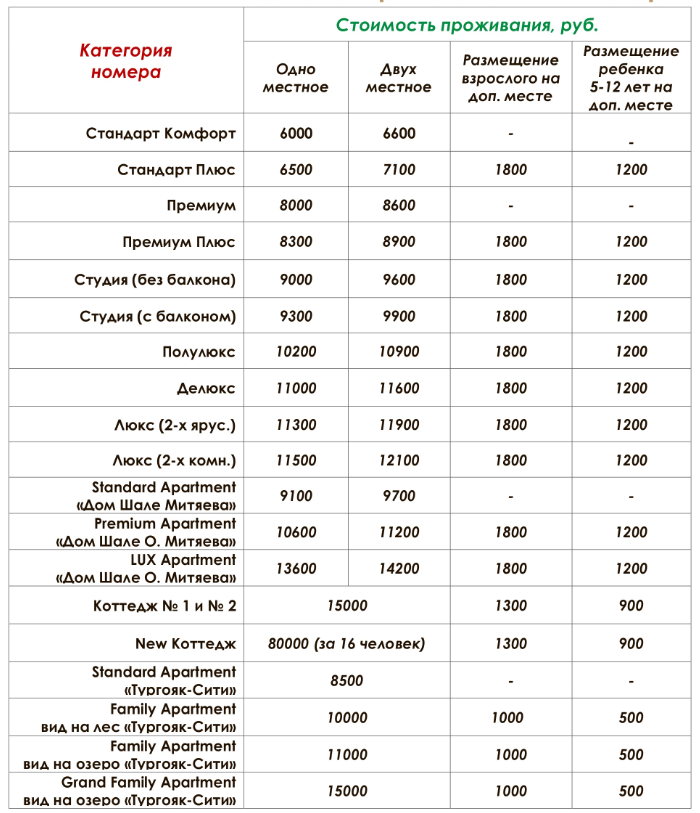 Категория
номера
Стоимость проживания, руб.
Одно
местное
Двух
местное
Размещение
взрослого на
доп. месте
Размещение
ребенка
5-12 лет на
доп. месте
Стандарт Комфорт 6000 6600 - -
Стандарт Плюс 6500 7100 1800 1200
Премиум 8000 8600 - -
Премиум Плюс 8300 8900 1800 1200
Студия (без балкона) 9000 9600 1800 1200
Студия (с балконом) 9300 9900 1800 1200
Полулюкс 10200 10900 1800 1200
Делюкс 11000 11600 1800 1200
Люкс (2-х ярус.) 11300 11900 1800 1200
Люкс (2-х комн.) 11500 12100 1800 1200
Standard Apartment
«Дом Шале Митяева» 9100 9700 - -
Premium Apartment
«Дом Шале О. Митяева» 10600 11200 1800 1200
LUX Apartment
«Дом Шале О. Митяева» 13600 14200 1800 1200
Коттедж № 1 и № 2 15000 1300 900
New Коттедж 80000 (за 16 человек) 1300 900
Standard Apartment
«Тургояк-Сити» 8500 - -
Family Apartment
вид на лес «Тургояк-Сити» 10000 1000 500
Family Apartment
вид на озеро «Тургояк-Сити» 11000 1000 500
Grand Family Apartment
вид на озеро «Тургояк-Сити» 15000 1000 500